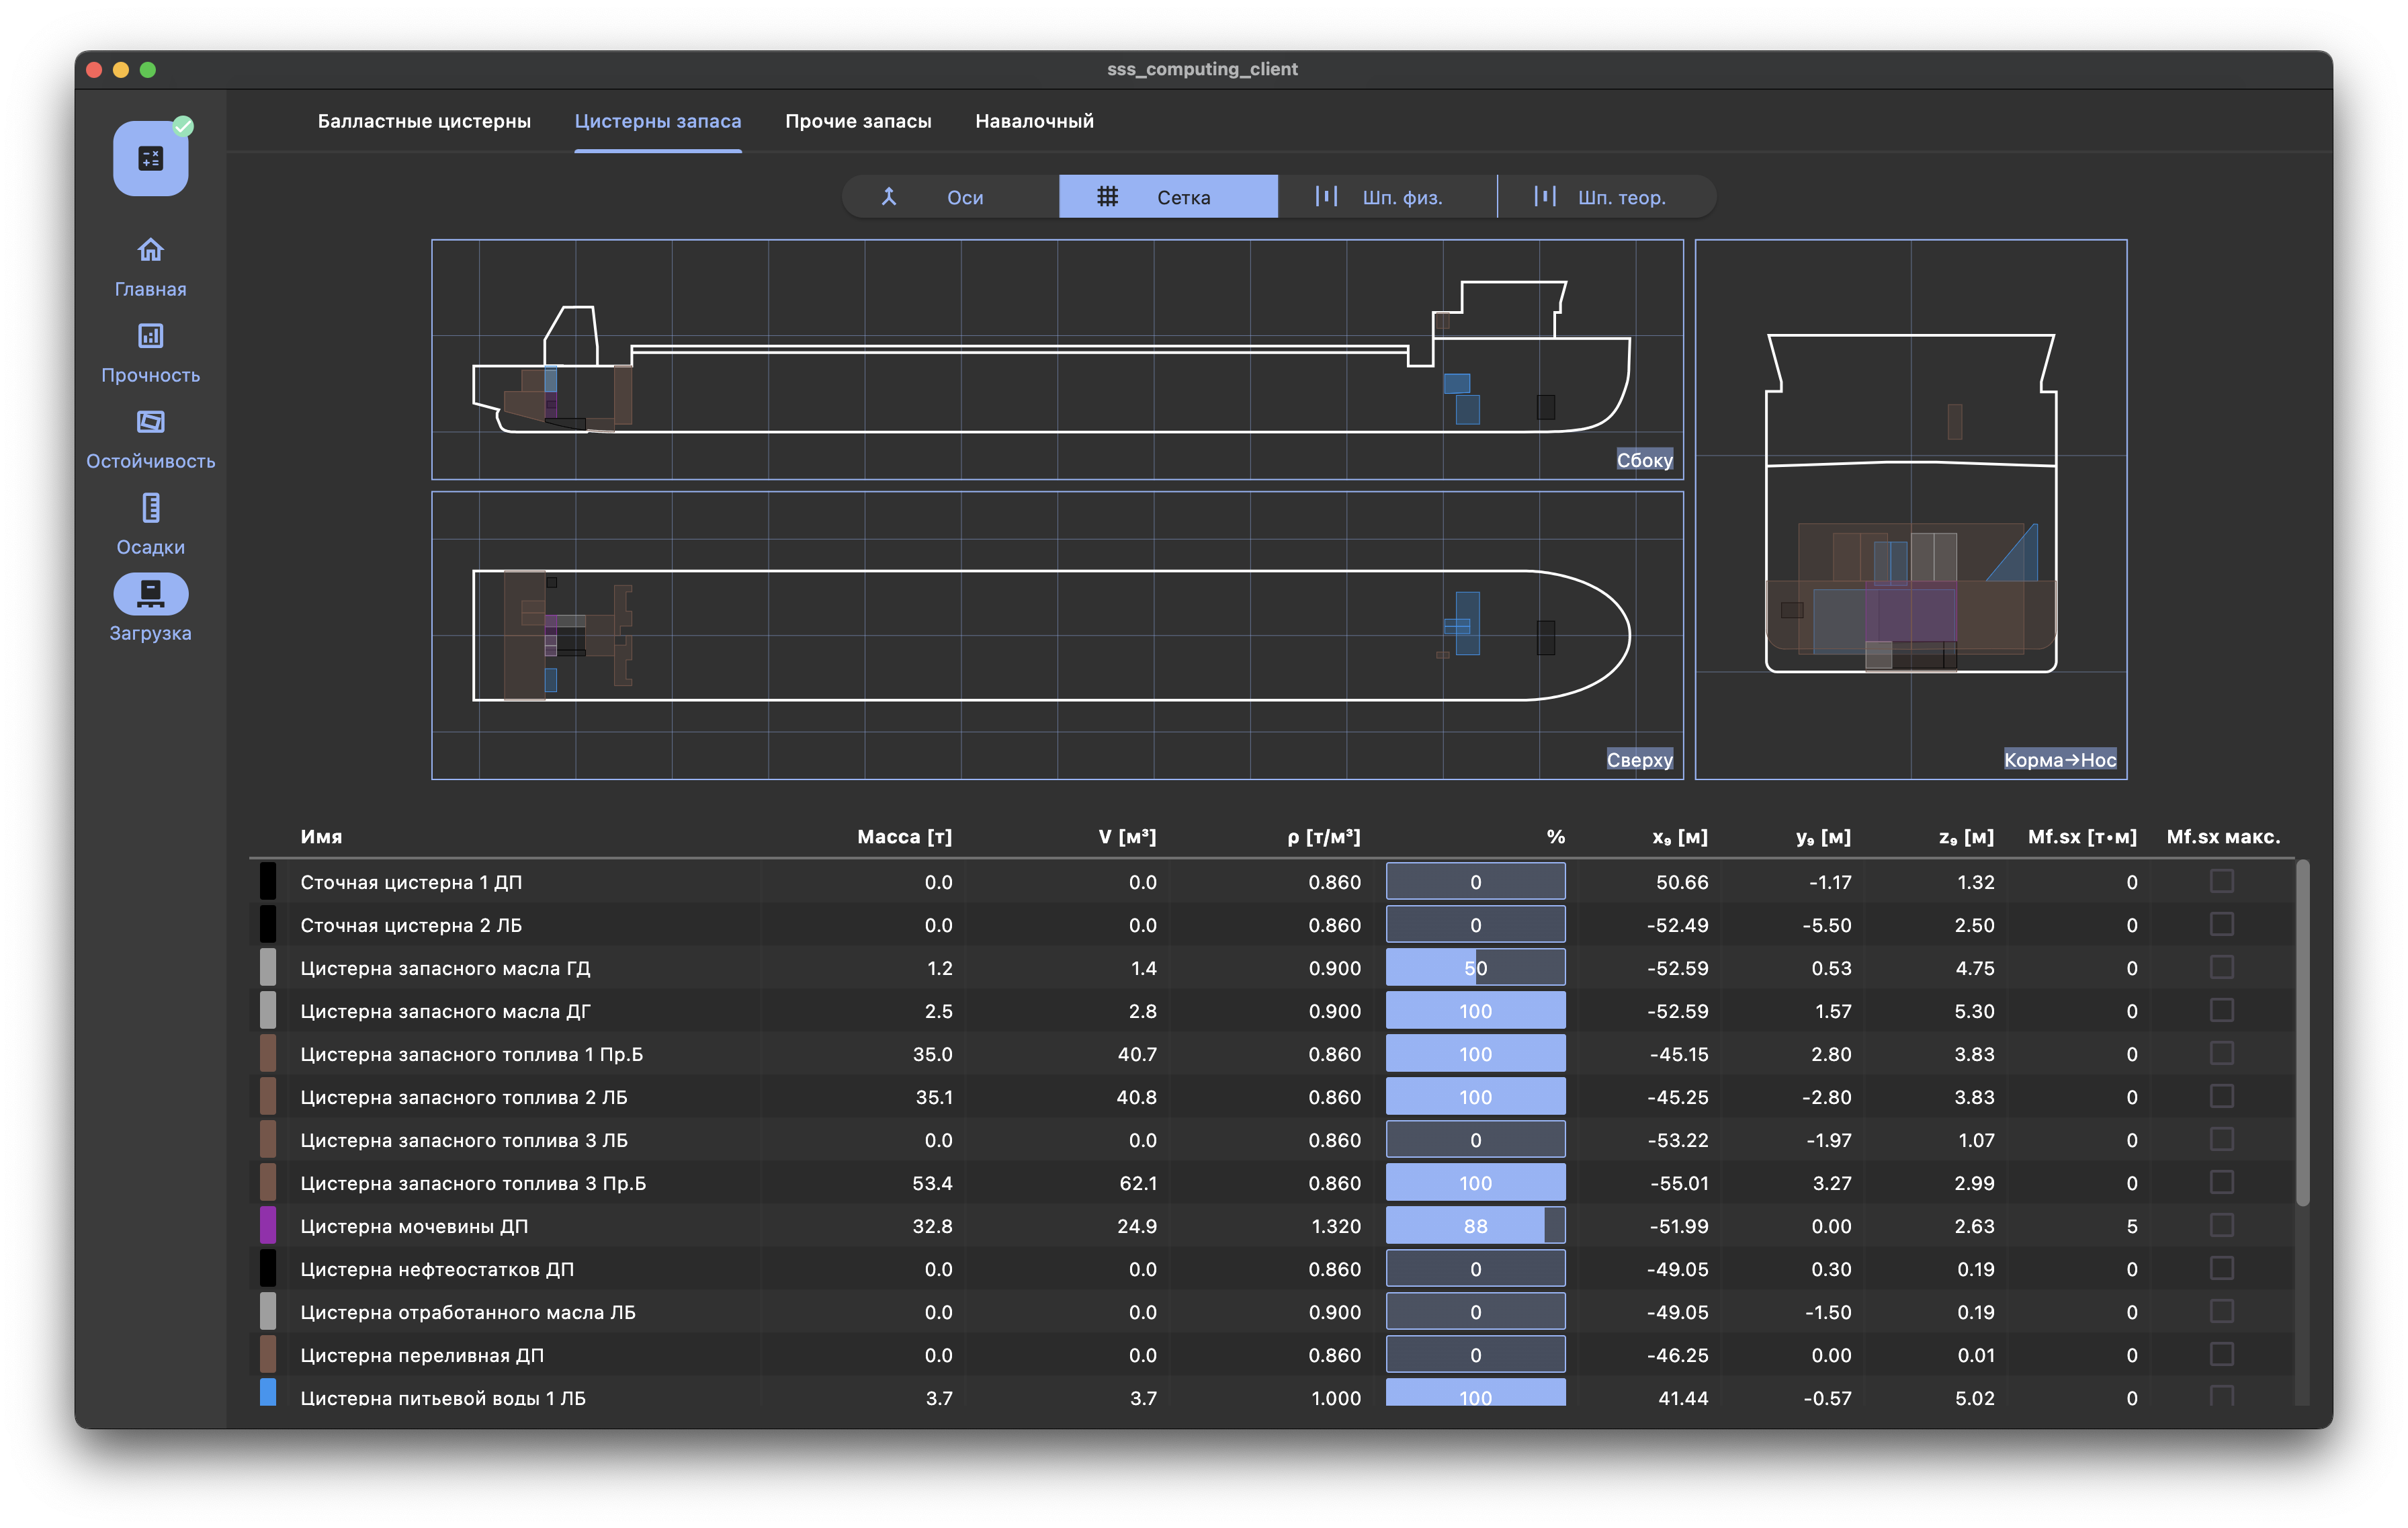 sss_computing_client
Балластные цистерны Цистерны запаса Прочие запасы Навалочный
Главная
Прочность
Остойчивость
Осадки
Загрузка
Оси Сетка Шп. физ. Шп. теор.
Сбоку
Сверху
Корма→Нос
Имя Масса [т] V [м³] ρ [т/м³] % x₉ [м] y₉ [м] z₉ [м] Mf.sx [т•м] Mf.sx макс.
Сточная цистерна 1 ДП 0.0 0.0 0.860 0 50.66 -1.17 1.32 0
Сточная цистерна 2 ЛБ 0.0 0.0 0.860 0 -52.49 -5.50 2.50 0
Цистерна запасного масла ГД 1.2 1.4 0.900 50 -52.59 0.53 4.75 0
Цистерна запасного масла ДГ 2.5 2.8 0.900 100 -52.59 1.57 5.30 0
Цистерна запасного топлива 1 Пр.Б 35.0 40.7 0.860 100 -45.15 2.80 3.83 0
Цистерна запасного топлива 2 ЛБ 35.1 40.8 0.860 100 -45.25 -2.80 3.83 0
Цистерна запасного топлива 3 ЛБ 0.0 0.0 0.860 0 -53.22 -1.97 1.07 0
Цистерна запасного топлива 3 Пр.Б 53.4 62.1 0.860 100 -55.01 3.27 2.99 0
Цистерна мочевины ДП 32.8 24.9 1.320 88 -51.99 0.00 2.63 5
Цистерна нефтеостатков ДП 0.0 0.0 0.860 0 -49.05 0.30 0.19 0
Цистерна отработанного масла ЛБ 0.0 0.0 0.900 0 -49.05 -1.50 0.19 0
Цистерна переливная ДП 0.0 0.0 0.860 0 -46.25 0.00 0.01 0
Цистерна питьевой воды 1 ЛБ 3.7 3.7 1.000 100 41.44 -0.57 5.02 0